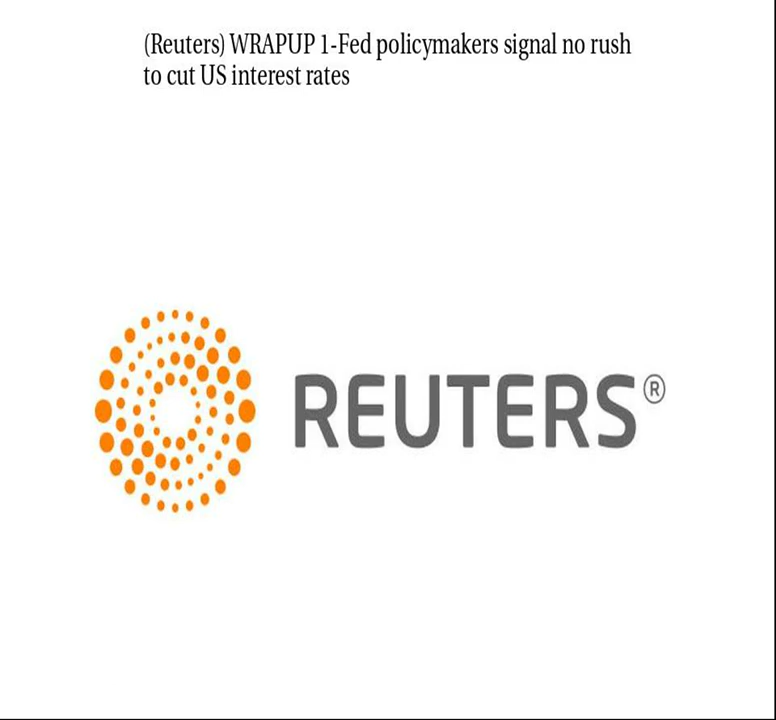 (Reuters) WRAPUP 1-Fed policymakers signal no rush
to cut US interest rates
REUTERS®